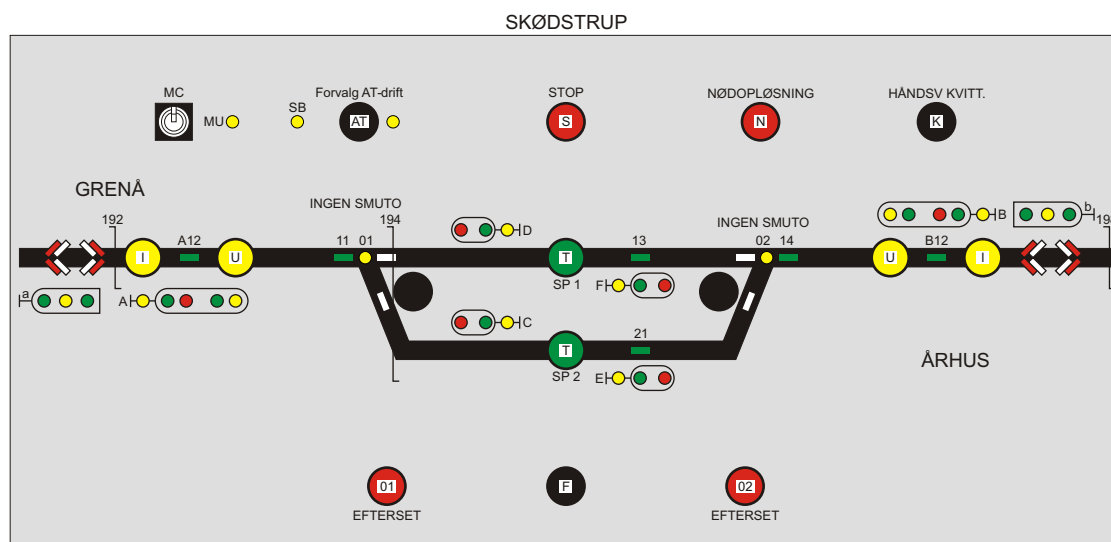 SKØDSTRUP
MC
MU
SB
Forvalg AT-drift
AT
STOP
S
NØDOPLØSNING
N
HÅNDSV KVITT.
K
GRENÅ
192
I
A12
U
INGEN SMUTO
11
01
194
D
T
SP 1
13
F
INGEN SMUTO
02
14
B
b
U
B12
I
a
A
C
T
SP 2
21
E
ÅRHUS
01
EFTERSET
F
02
EFTERSET